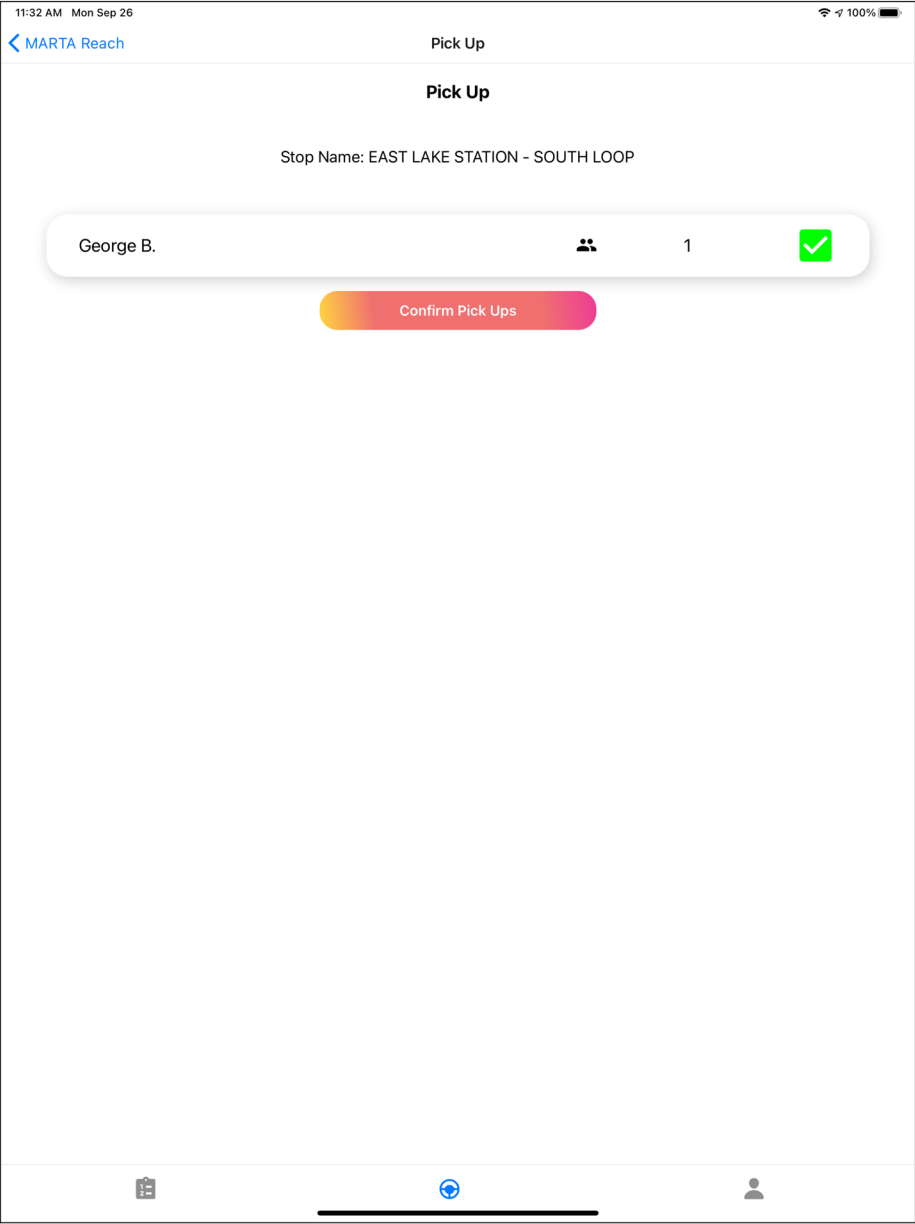 11:32 AM Mon Sep 26 100%
MARTA Reach Pick Up
Pick Up
Stop Name: EAST LAKE STATION - SOUTH LOOP
George B. 1
Confirm Pick Ups